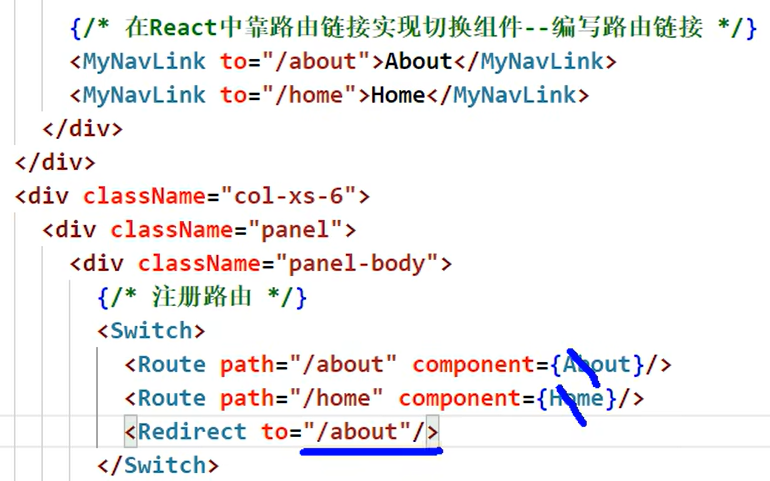 {/* 在React中靠路由链接实现切换组件--编写路由链接 */}
<MyNavLink to="/about">About</MyNavLink>
<MyNavLink to="/home">Home</MyNavLink>
</div>
</div>
<div className="col-xs-6">
<div className="panel">
<div className="panel-body">
{/* 注册路由 */}
<Switch>
<Route path="/about" component={About}/>
<Route path="/home" component={Home}/>
<Redirect to="/about"/>
</Switch>